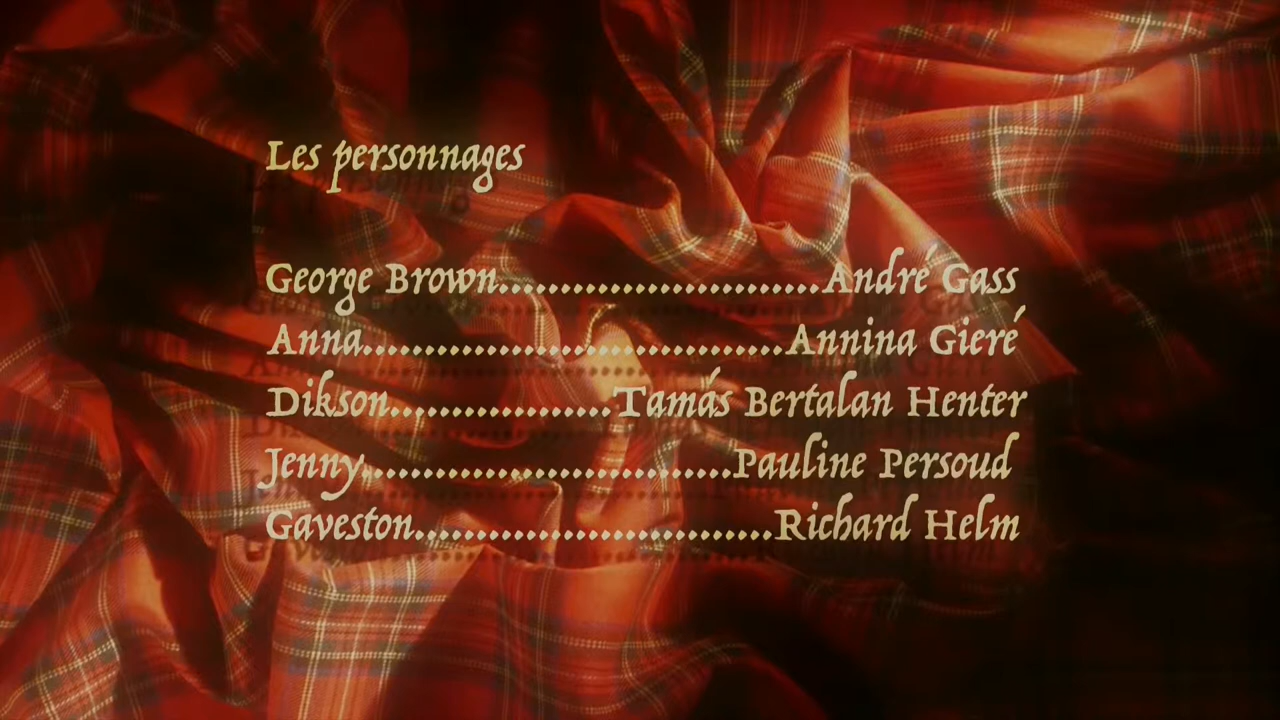 Les personnages
George Brown..........................André Gass
Anna..................................Annina Gieré
Dikson..................Tamás Bertalan Henter
Jenny..............................Pauline Persoud
Gaveston.............................Richard Helm